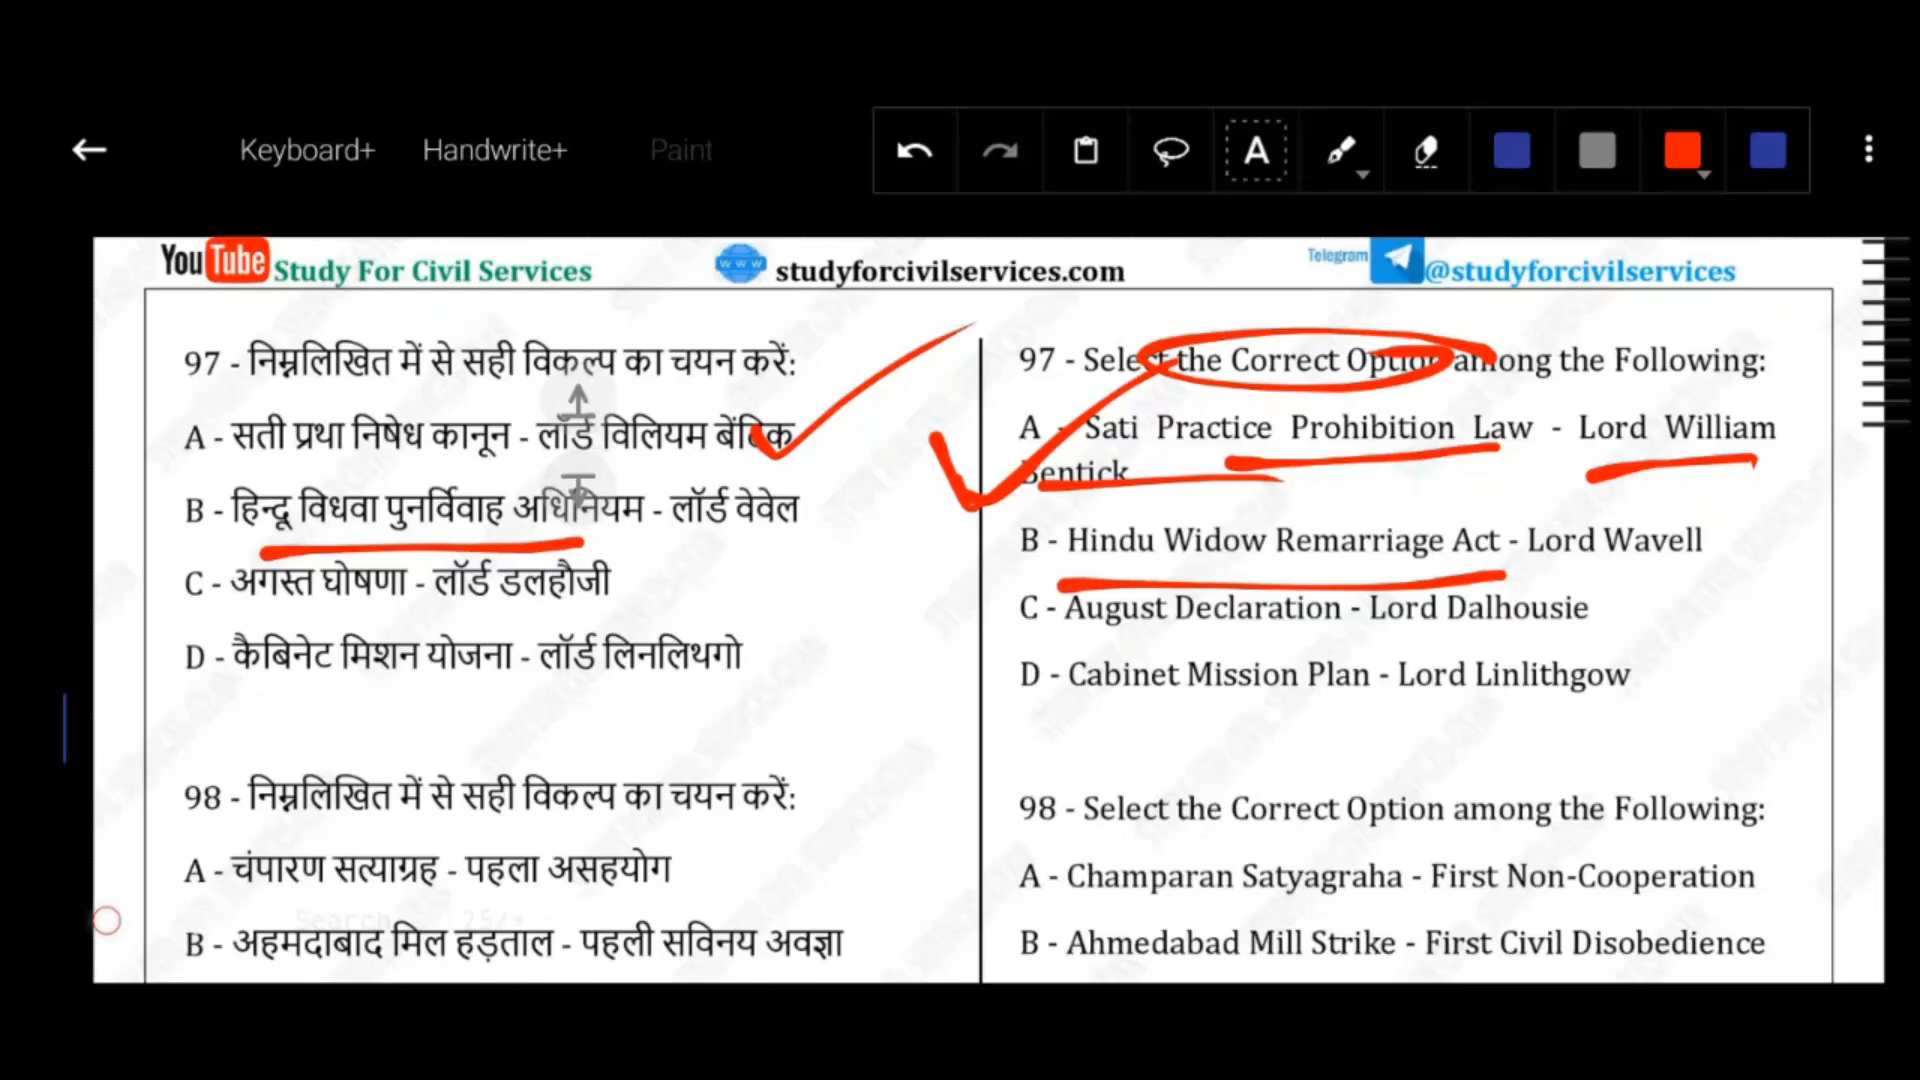 Keyboard+ Handwrite+ Paint A
YouTube Study For Civil Services www studyforcivilservices.com Telegram @studyforcivilservices
97 - निम्नलिखित में से सही विकल्प का चयन करें:
A - सती प्रथा निषेध कानून - लॉर्ड विलियम बेंटिक
B - हिन्दू विधवा पुनर्विवाह अधिनियम - लॉर्ड वेवेल
C - अगस्त घोषणा - लॉर्ड डलहौजी
D - कैबिनेट मिशन योजना - लॉर्ड लिनलिथगो
98 - निम्नलिखित में से सही विकल्प का चयन करें:
A - चंपारण सत्याग्रह - पहला असहयोग
B - अहमदाबाद मिल हड़ताल - पहली सविनय अवज्ञा
97 - Select the Correct Option among the Following:
A - Sati Practice Prohibition Law - Lord William
Bentick
B - Hindu Widow Remarriage Act - Lord Wavell
C - August Declaration - Lord Dalhousie
D - Cabinet Mission Plan - Lord Linlithgow
98 - Select the Correct Option among the Following:
A - Champaran Satyagraha - First Non-Cooperation
B - Ahmedabad Mill Strike - First Civil Disobedience